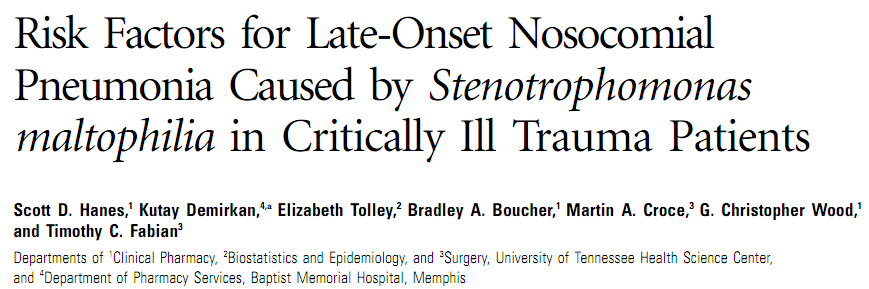 Risk Factors for Late-Onset Nosocomial
Pneumonia Caused by Stenotrophomonas
maltophilia in Critically Ill Trauma Patients
Scott D. Hanes,¹ Kutay Demirkan,⁴,ᵃ Elizabeth Tolley,² Bradley A. Boucher,¹ Martin A. Croce,³ G. Christopher Wood,¹
and Timothy C. Fabian³
Departments of ¹Clinical Pharmacy, ²Biostatistics and Epidemiology, and ³Surgery, University of Tennessee Health Science Center,
and ⁴Department of Pharmacy Services, Baptist Memorial Hospital, Memphis